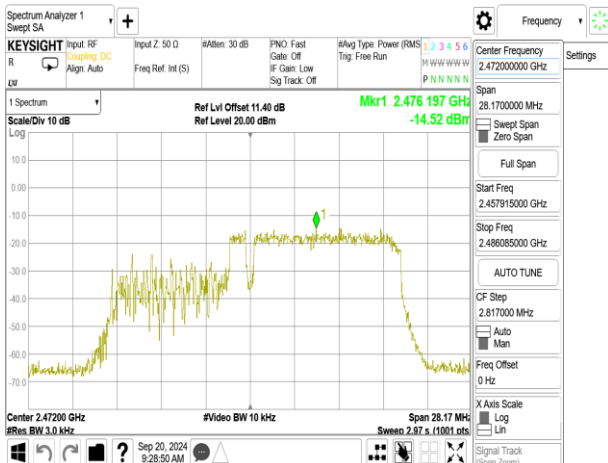 Spectrum Analyzer 1
Swept SA
+
Frequency
KEYSIGHT
R
Input: RF
Coupling: DC
Align: Auto
Input Z: 50 Ω
Freq Ref: Int (S)
#Atten: 30 dB
PNO: Fast
Gate: Off
IF Gain: Low
Sig Track: Off
#Avg Type: Power (RMS
Trig: Free Run
1 2 3 4 5 6
M W W W W W
P N N N N N
Center Frequency
2.472000000 GHz
Settings
Span
28.1700000 MHz
Swept Span
Zero Span
Full Span
Start Freq
2.457915000 GHz
Stop Freq
2.486085000 GHz
AUTO TUNE
CF Step
2.817000 MHz
Auto
Man
Freq Offset
0 Hz
X Axis Scale
Log
Lin
Signal Track
(Span Zoom)
1 Spectrum
Scale/Div 10 dB
Log
Ref Lvl Offset 11.40 dB
Ref Level 20.00 dBm
Mkr1 2.476 197 GHz
-14.52 dBm
1
10.0
0.00
-10.0
-20.0
-30.0
-40.0
-50.0
-60.0
-70.0
Center 2.47200 GHz
#Res BW 3.0 kHz
#Video BW 10 kHz
Span 28.17 MHz
Sweep 2.97 s (1001 pts)
?
Sep 20, 2024
9:28:50 AM